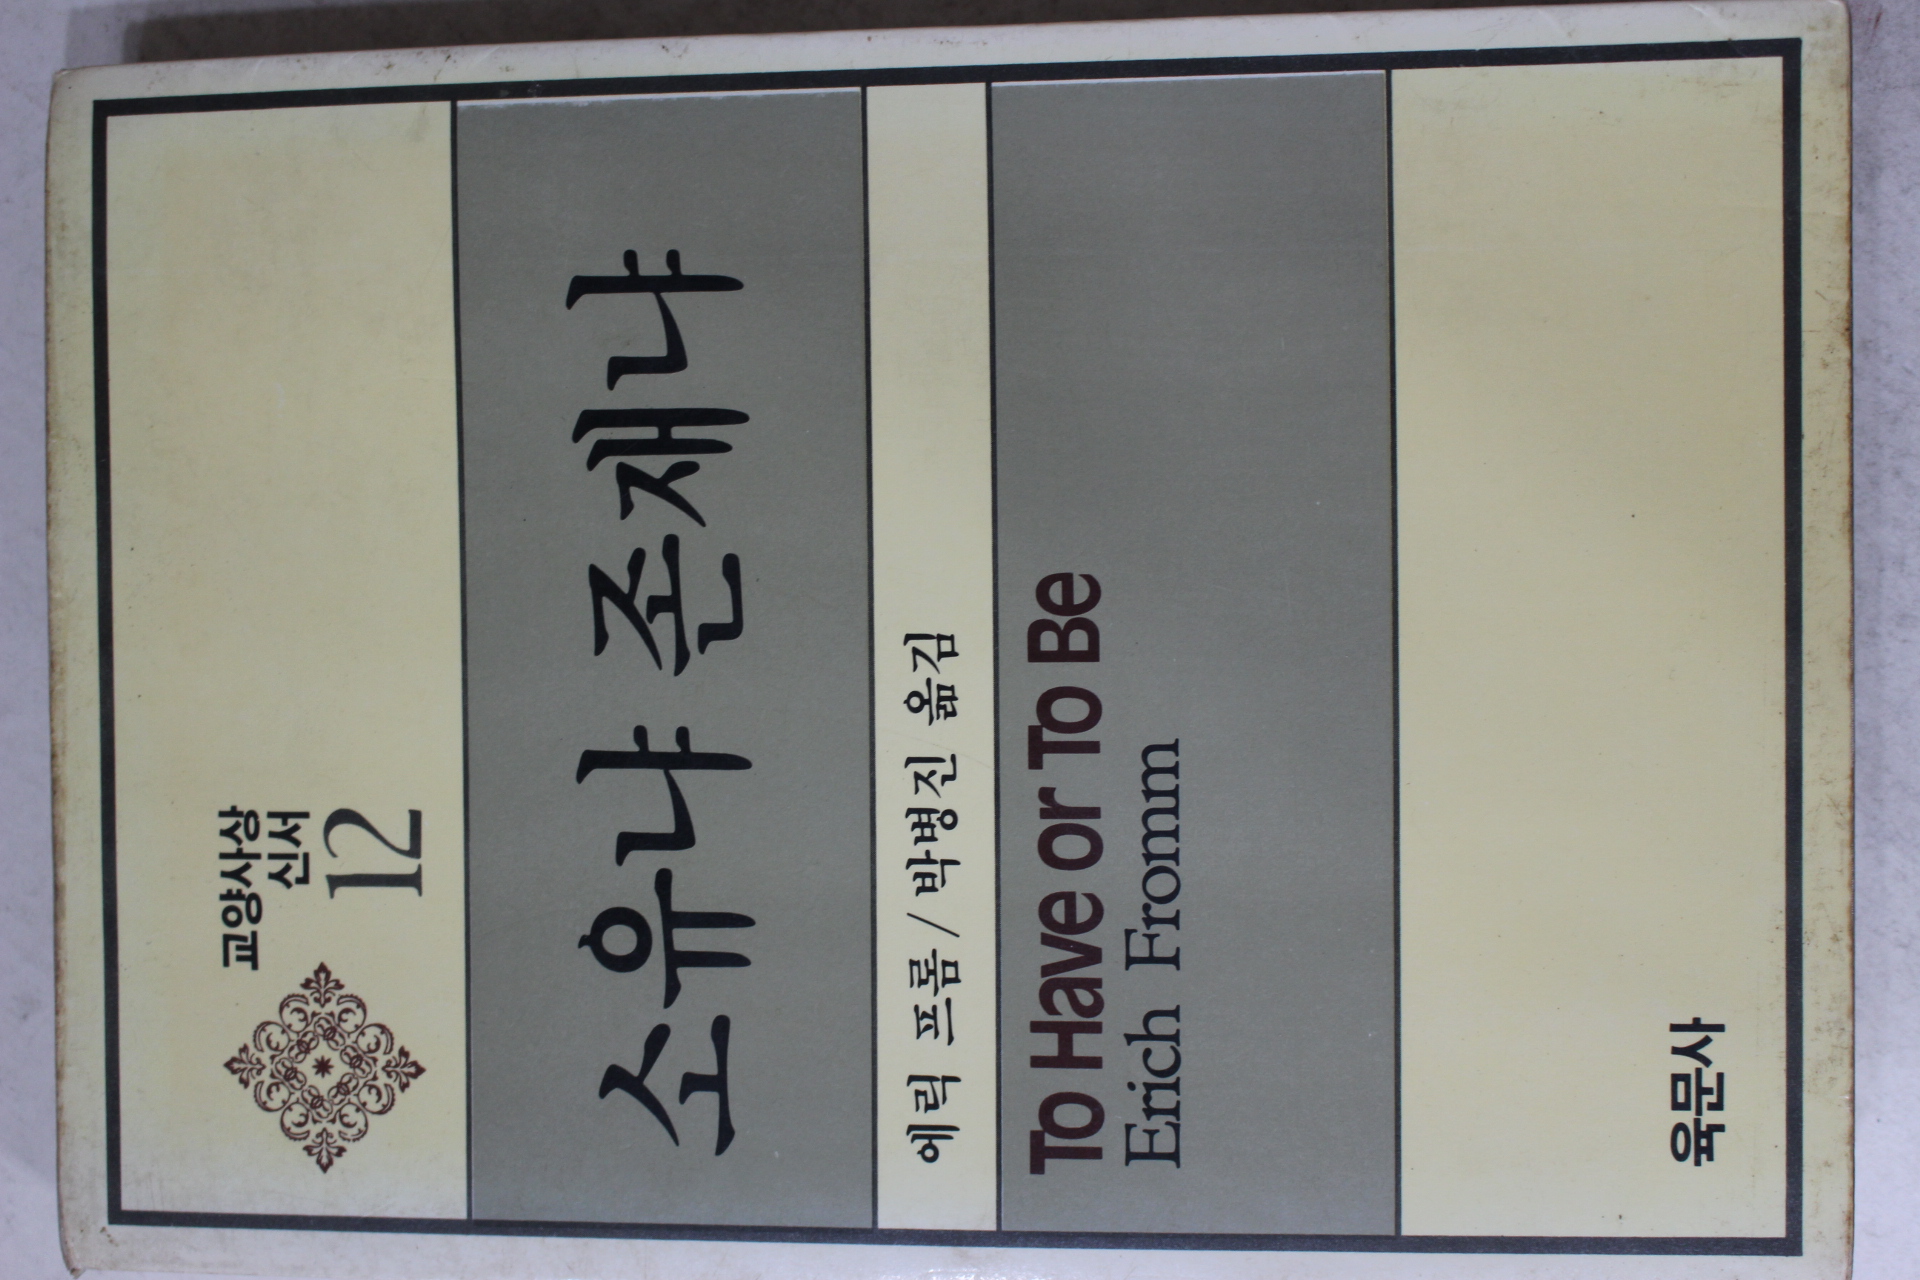 교양사상
신서
12
소유냐 존재냐
에릭 프롬/박병진 옮김
To Have or To Be
Erich Fromm
육문사